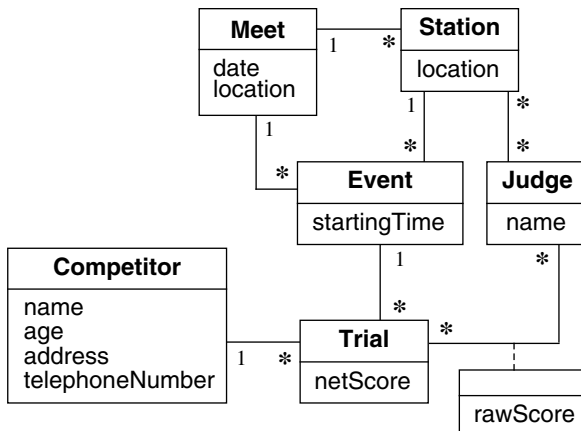 Meet
date
location
1
*
Station
location
1
*
1
*
*
*
Event
startingTime
Judge
name
1
*
*
*
Competitor
name
age
address
telephoneNumber
1
*
Trial
netScore
rawScore